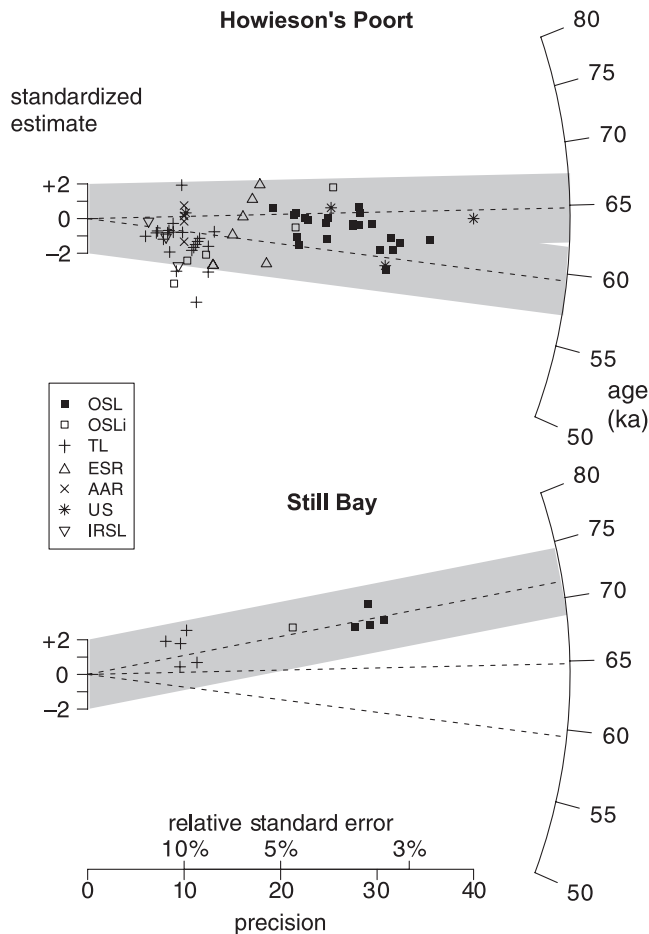 Howieson's Poort
80
75
70
65
60
55
50
age
(ka)
standardized
estimate
+2
0
−2
OSL
OSLi
TL
ESR
AAR
US
IRSL
Still Bay
80
75
70
65
60
55
50
+2
0
−2
relative standard error
10% 5% 3%
0 10 20 30 40
precision